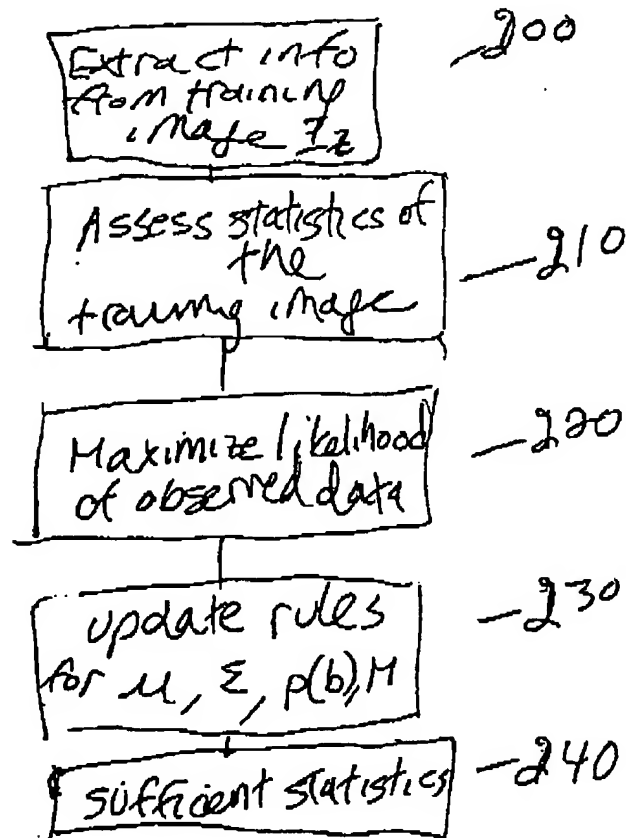 Extract info
200
from training
image Iz
Assess statistics of
the
210
training image
Maximize likelihood
220
of observed data
update rules
230
for μ, Σ, p(b), M
sufficient statistics
240